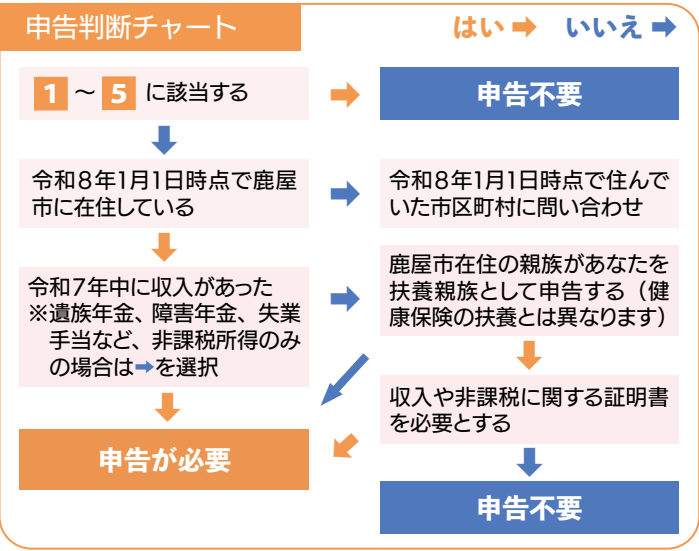 申告判断チャート
はい➡ いいえ➡
1 ～ 5 に該当する
申告不要
令和8年1月1日時点で鹿屋
市に在住している
令和8年1月1日時点で住んで
いた市区町村に問い合わせ
令和7年中に収入があった
※遺族年金、障害年金、失業
手当など、非課税所得のみ
の場合は➡を選択
鹿屋市在住の親族があなたを
扶養親族として申告する（健
康保険の扶養とは異なります）
収入や非課税に関する証明書
を必要とする
申告が必要
申告不要